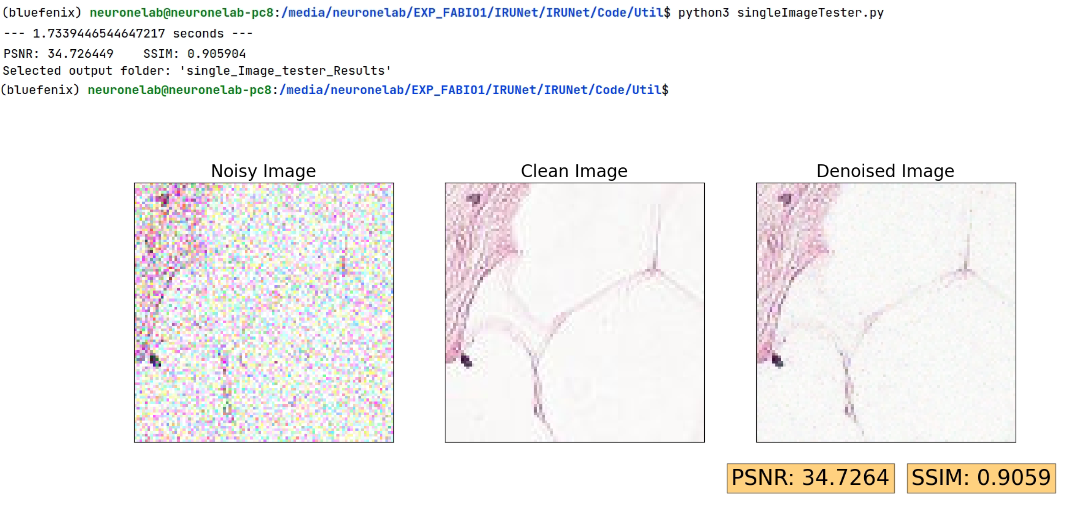 (bluefenix) neuronelab@neuronelab-pc8:/media/neuronelab/EXP_FABIO1/IRUNet/IRUNet/Code/Util$ python3 singleImageTester.py
--- 1.7339446544647217 seconds ---
PSNR: 34.726449    SSIM: 0.905904
Selected output folder: 'single_Image_tester_Results'
(bluefenix) neuronelab@neuronelab-pc8:/media/neuronelab/EXP_FABIO1/IRUNet/IRUNet/Code/Util$
Noisy Image
Clean Image
Denoised Image
PSNR: 34.7264
SSIM: 0.9059